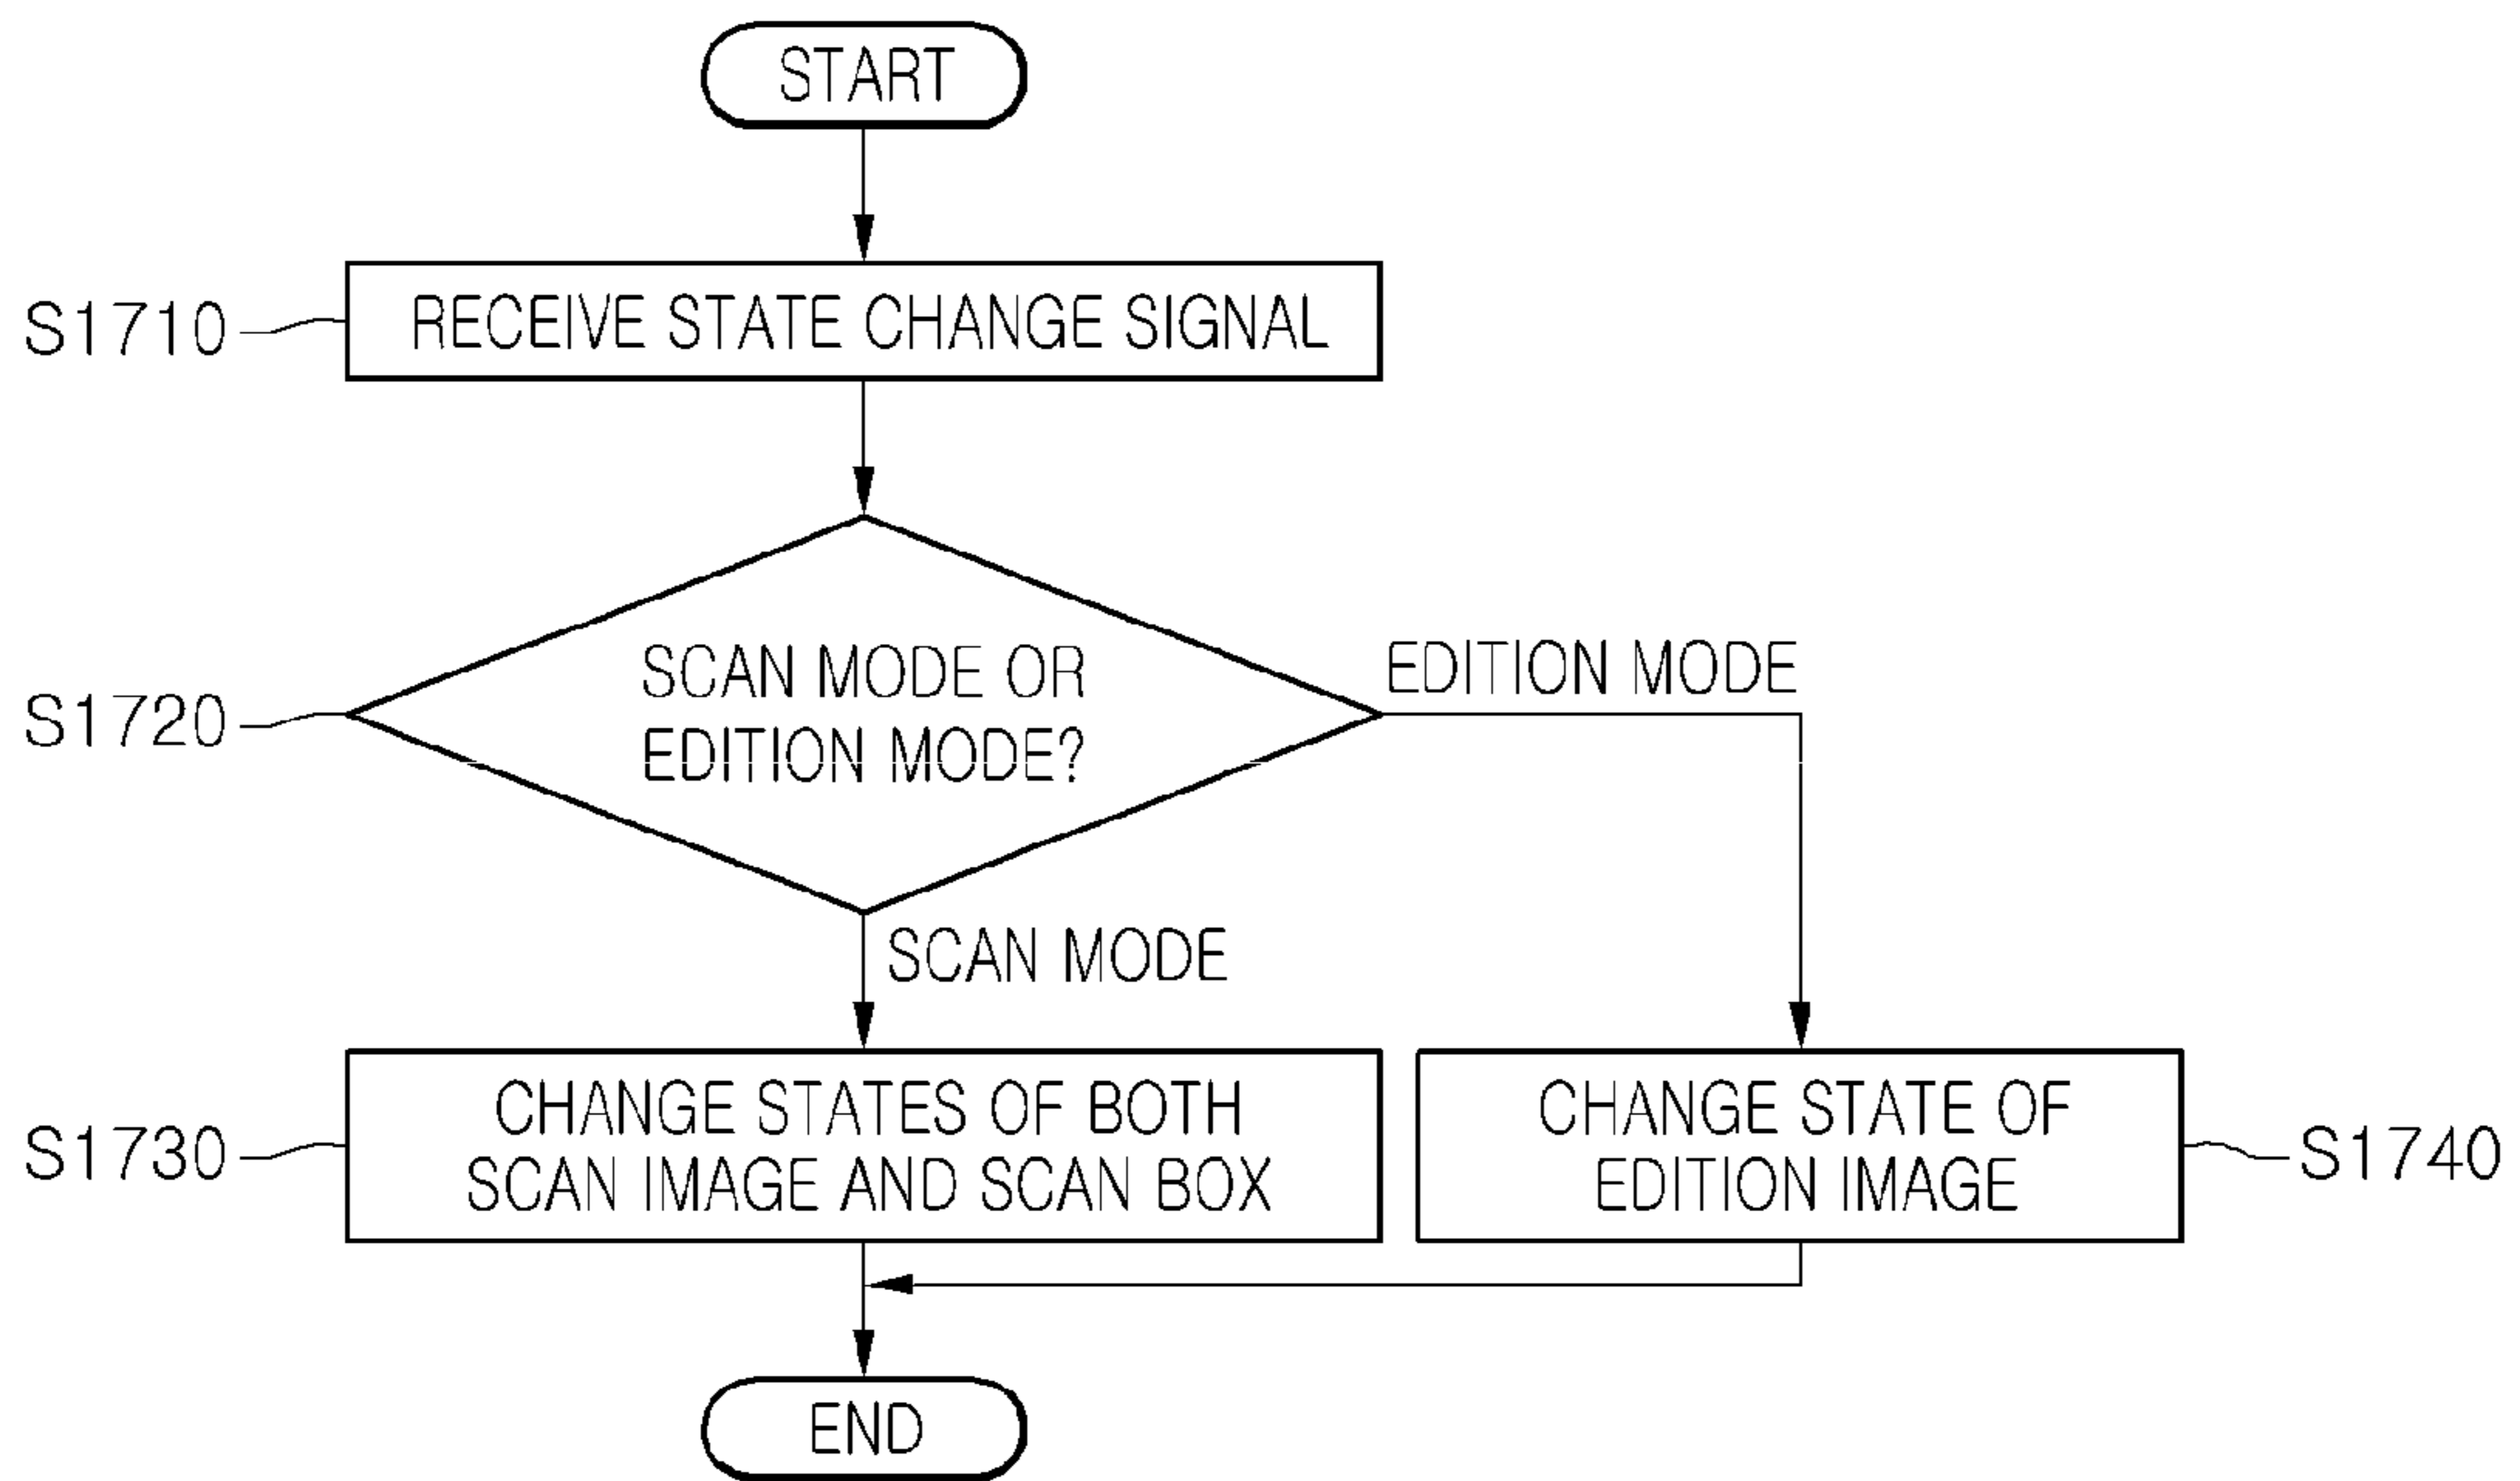 START
S1710
RECEIVE STATE CHANGE SIGNAL
S1720
SCAN MODE OR
EDITION MODE?
EDITION MODE
SCAN MODE
S1730
CHANGE STATES OF BOTH
SCAN IMAGE AND SCAN BOX
CHANGE STATE OF
EDITION IMAGE
S1740
END